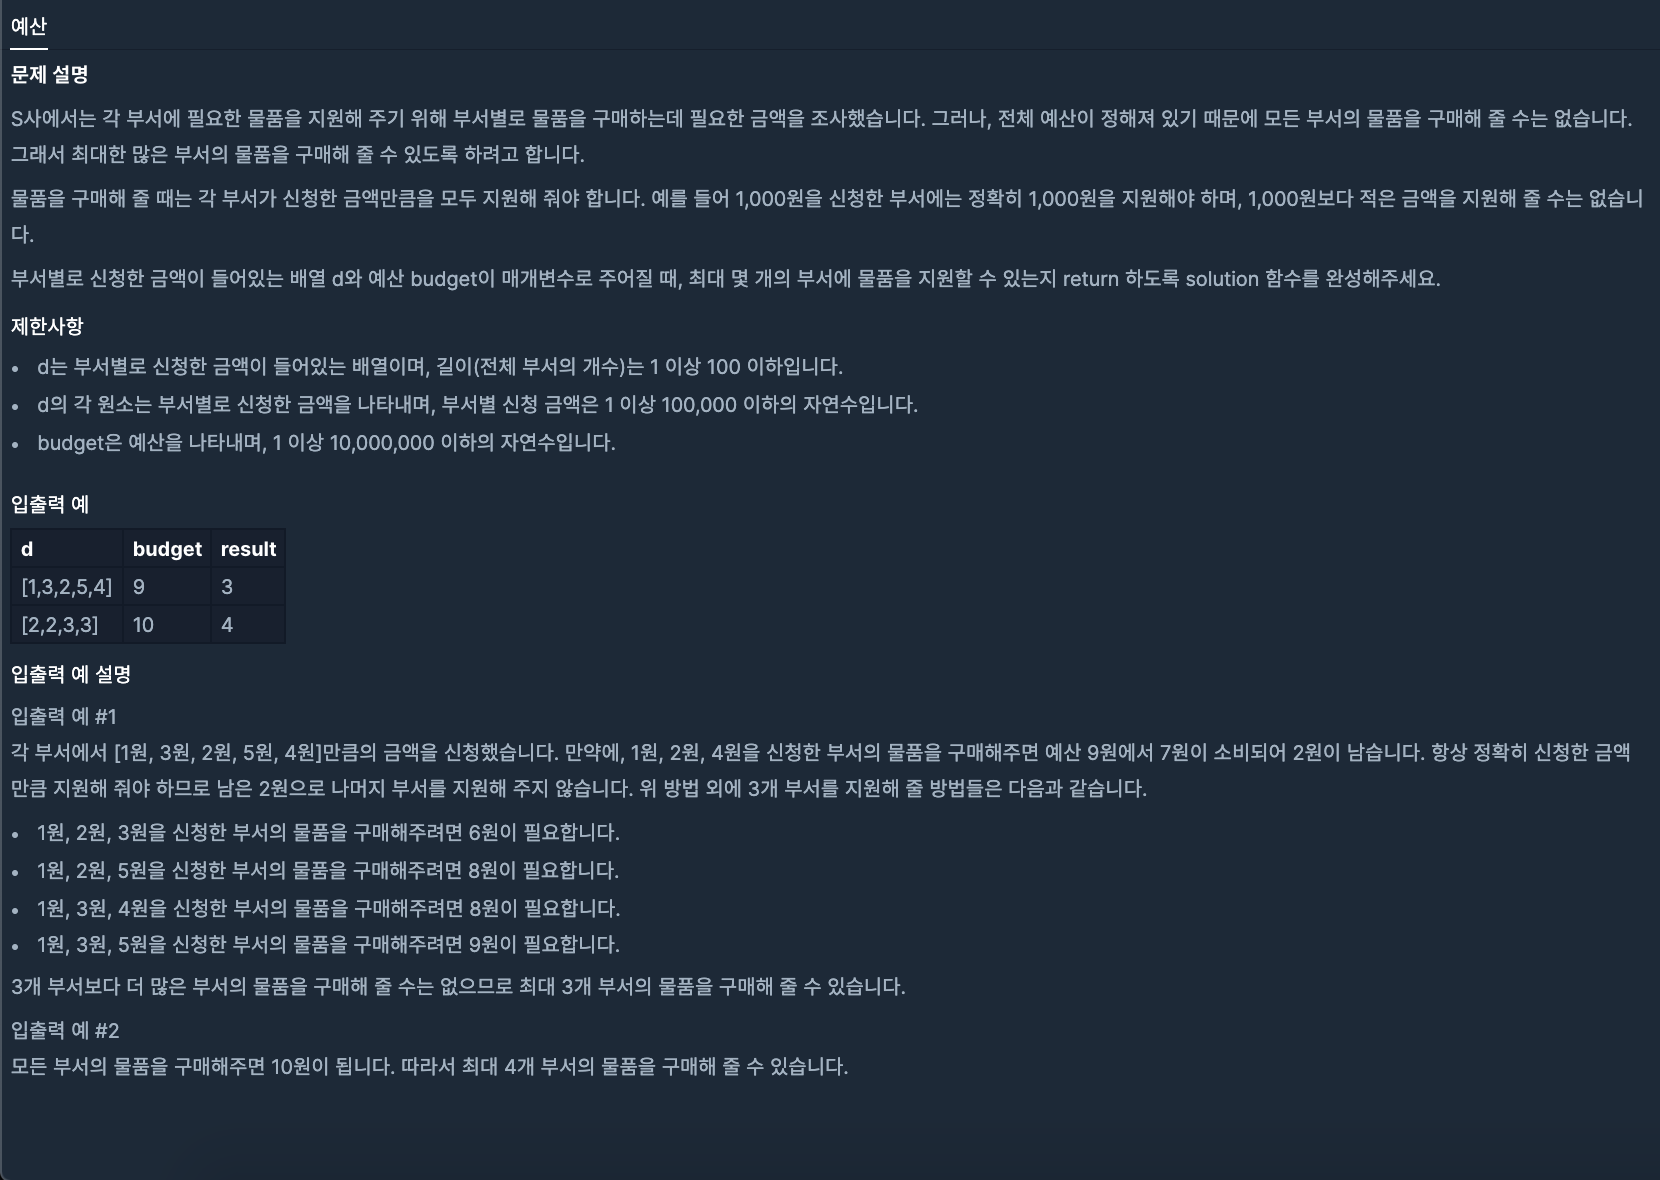 예산
문제 설명
S사에서는 각 부서에 필요한 물품을 지원해 주기 위해 부서별로 물품을 구매하는데 필요한 금액을 조사했습니다. 그러나, 전체 예산이 정해져 있기 때문에 모든 부서의 물품을 구매해 줄 수는 없습니다.
그래서 최대한 많은 부서의 물품을 구매해 줄 수 있도록 하려고 합니다.
물품을 구매해 줄 때는 각 부서가 신청한 금액만큼을 모두 지원해 줘야 합니다. 예를 들어 1,000원을 신청한 부서에는 정확히 1,000원을 지원해야 하며, 1,000원보다 적은 금액을 지원해 줄 수는 없습니
다.
부서별로 신청한 금액이 들어있는 배열 d와 예산 budget이 매개변수로 주어질 때, 최대 몇 개의 부서에 물품을 지원할 수 있는지 return 하도록 solution 함수를 완성해주세요.
제한사항
• d는 부서별로 신청한 금액이 들어있는 배열이며, 길이(전체 부서의 개수)는 1 이상 100 이하입니다.
• d의 각 원소는 부서별로 신청한 금액을 나타내며, 부서별 신청 금액은 1 이상 100,000 이하의 자연수입니다.
• budget은 예산을 나타내며, 1 이상 10,000,000 이하의 자연수입니다.
입출력 예
d budget result
[1,3,2,5,4] 9 3
[2,2,3,3] 10 4
입출력 예 설명
입출력 예 #1
각 부서에서 [1원, 3원, 2원, 5원, 4원]만큼의 금액을 신청했습니다. 만약에, 1원, 2원, 4원을 신청한 부서의 물품을 구매해주면 예산 9원에서 7원이 소비되어 2원이 남습니다. 항상 정확히 신청한 금액
만큼 지원해 줘야 하므로 남은 2원으로 나머지 부서를 지원해 주지 않습니다. 위 방법 외에 3개 부서를 지원해 줄 방법들은 다음과 같습니다.
• 1원, 2원, 3원을 신청한 부서의 물품을 구매해주려면 6원이 필요합니다.
• 1원, 2원, 5원을 신청한 부서의 물품을 구매해주려면 8원이 필요합니다.
• 1원, 3원, 4원을 신청한 부서의 물품을 구매해주려면 8원이 필요합니다.
• 1원, 3원, 5원을 신청한 부서의 물품을 구매해주려면 9원이 필요합니다.
3개 부서보다 더 많은 부서의 물품을 구매해 줄 수는 없으므로 최대 3개 부서의 물품을 구매해 줄 수 있습니다.
입출력 예 #2
모든 부서의 물품을 구매해주면 10원이 됩니다. 따라서 최대 4개 부서의 물품을 구매해 줄 수 있습니다.